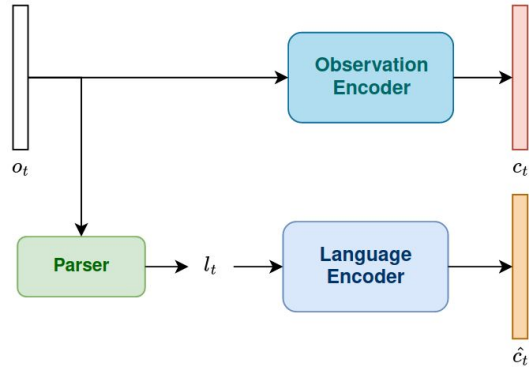 Observation
Encoder
o_t
c_t
Parser
l_t
Language
Encoder
ĉ_t